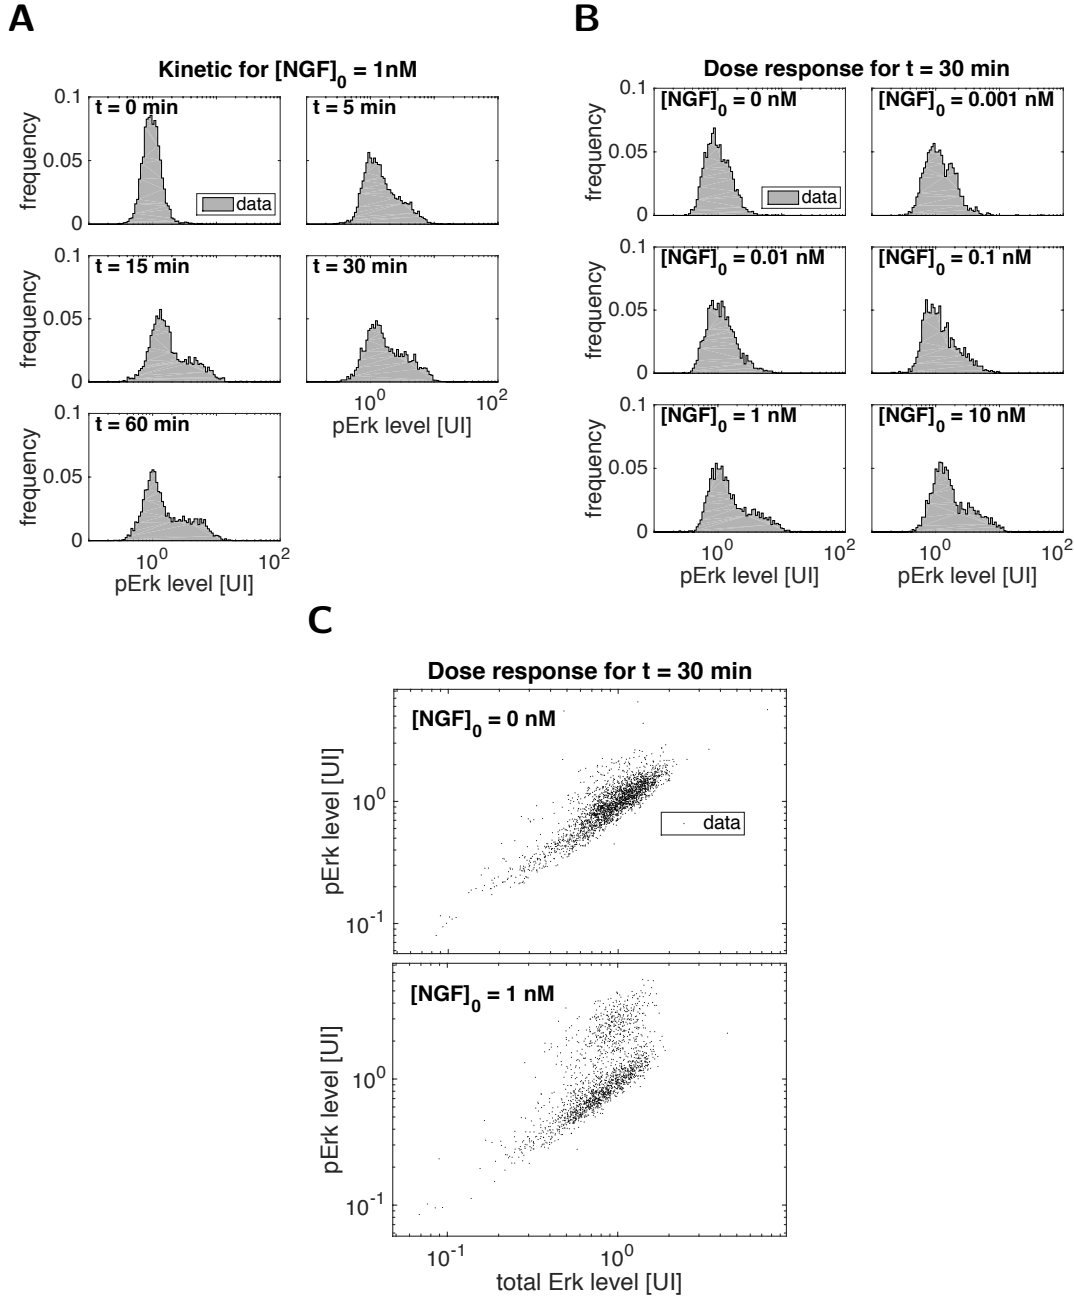 A
Kinetic for [NGF]0 = 1nM
0.1
0.05
0
frequency
t = 0 min
data
t = 5 min
0.1
0.05
0
frequency
t = 15 min
t = 30 min
10^0
10^2
pErk level [UI]
0.1
0.05
0
frequency
t = 60 min
10^0
10^2
pErk level [UI]
B
Dose response for t = 30 min
0.1
0.05
0
frequency
[NGF]0 = 0 nM
data
[NGF]0 = 0.001 nM
0.1
0.05
0
frequency
[NGF]0 = 0.01 nM
[NGF]0 = 0.1 nM
0.1
0.05
0
frequency
[NGF]0 = 1 nM
10^0
10^2
pErk level [UI]
[NGF]0 = 10 nM
10^0
10^2
pErk level [UI]
C
Dose response for t = 30 min
[NGF]0 = 0 nM
data
10^0
10^-1
pErk level [UI]
[NGF]0 = 1 nM
10^0
10^-1
pErk level [UI]
10^-1
10^0
total Erk level [UI]